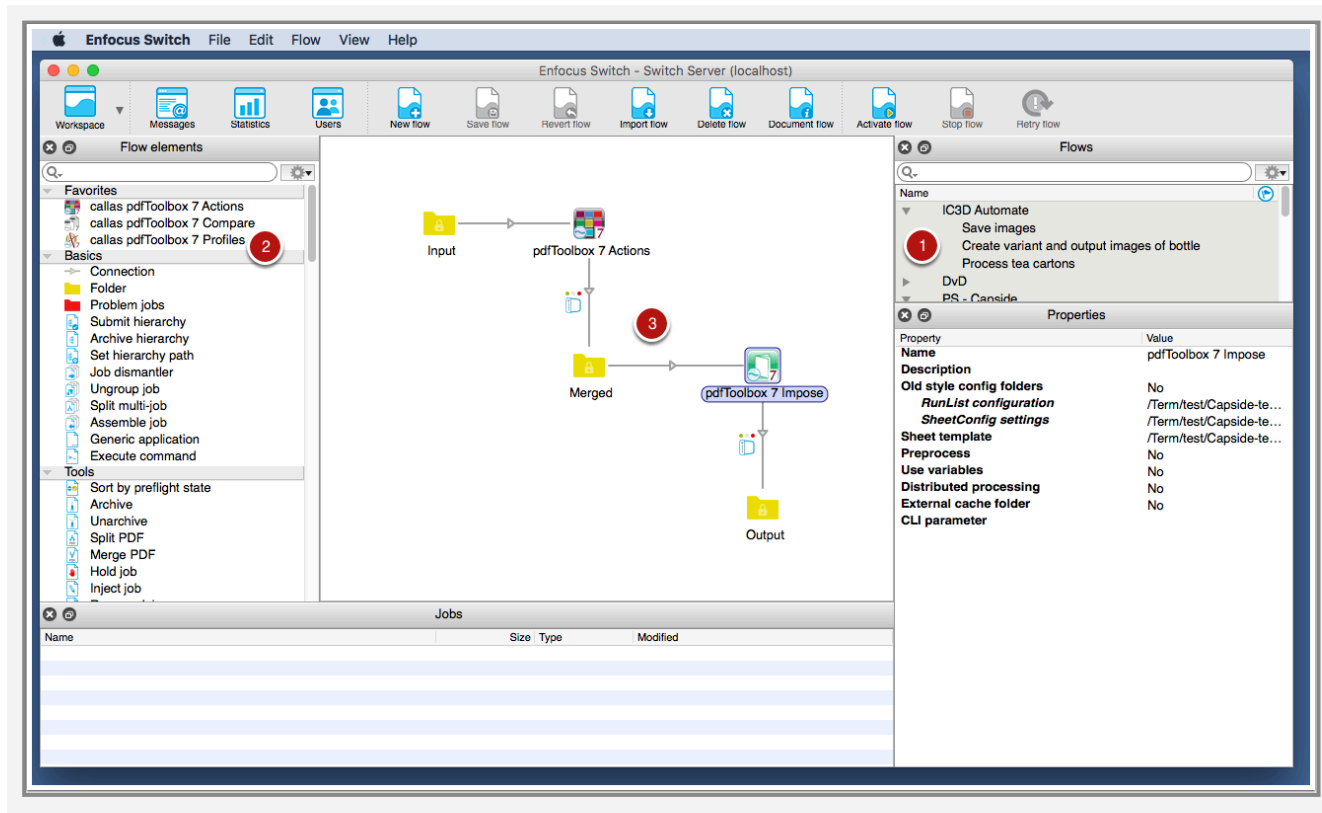 Enfocus Switch File Edit Flow View Help
Enfocus Switch - Switch Server (localhost)
Workspace Messages Statistics Users New flow Save flow Revert flow Import flow Delete flow Document flow Activate flow Stop flow Retry flow
Flow elements
Favorites
callas pdfToolbox 7 Actions
callas pdfToolbox 7 Compare
callas pdfToolbox 7 Profiles
2
Basics
Connection
Folder
Problem jobs
Submit hierarchy
Archive hierarchy
Set hierarchy path
Job dismantler
Ungroup job
Split multi-job
Assemble job
Generic application
Execute command
Tools
Sort by preflight state
Archive
Unarchive
Split PDF
Merge PDF
Hold job
Inject job
7
Input
pdfToolbox 7 Actions
3
7
Merged
pdfToolbox 7 Impose
Output
Flows
Name
IC3D Automate
Save images
1
Create variant and output images of bottle
Process tea cartons
DvD
PS - Capside
Properties
Property Value
Name pdfToolbox 7 Impose
Description
Old style config folders No
RunList configuration /Term/test/Capside-te...
SheetConfig settings /Term/test/Capside-te...
Sheet template /Term/test/Capside-te...
Preprocess No
Use variables No
Distributed processing No
External cache folder No
CLI parameter
Jobs
Name Size Type Modified